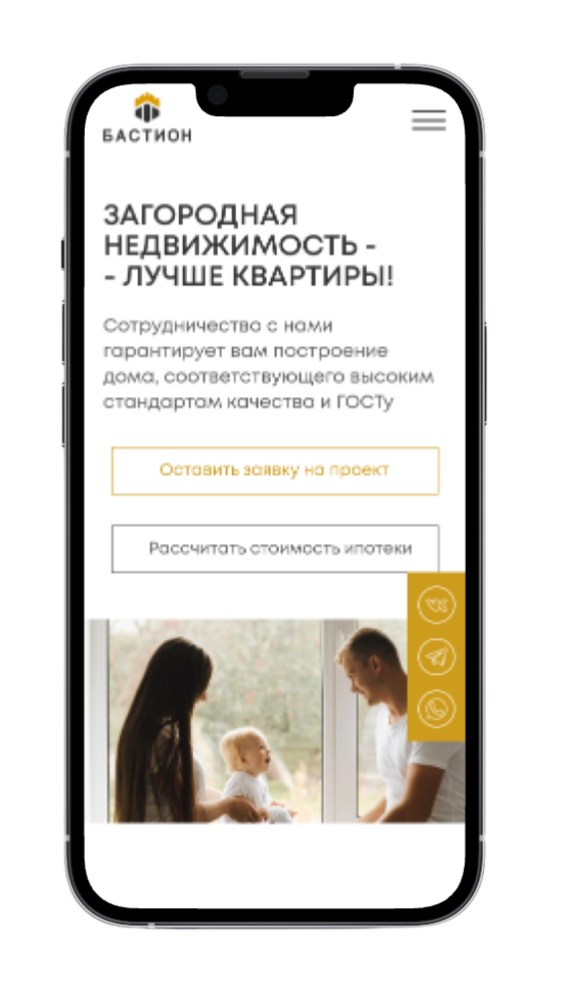 БАСТИОН
ЗАГОРОДНАЯ
НЕДВИЖИМОСТЬ -
- ЛУЧШЕ КВАРТИРЫ!
Сотрудничество с нами
гарантирует вам построение
дома, соответствующего высоким
стандартам качества и ГОСТу
Оставить заявку на проект
Рассчитать стоимость ипотеки